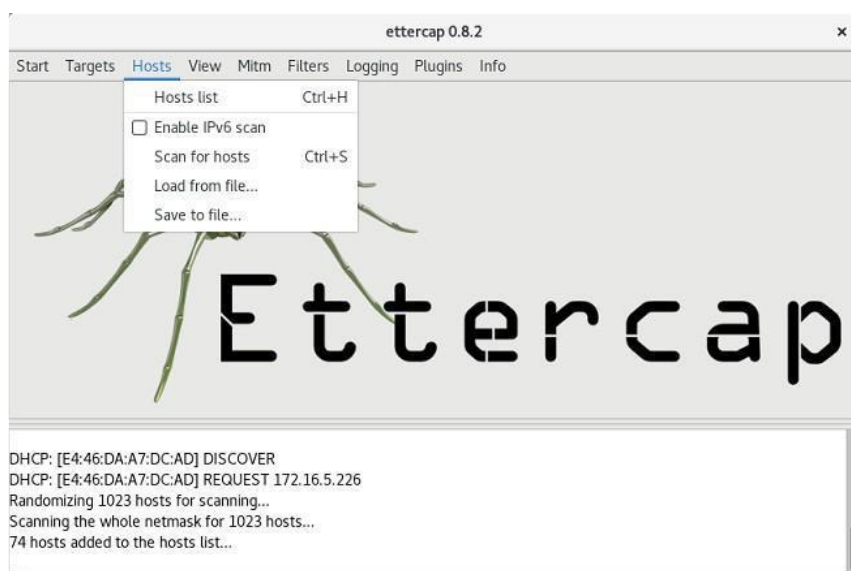 ettercap 0.8.2 ×
Start Targets Hosts View Mitm Filters Logging Plugins Info
Hosts list Ctrl+H
Enable IPv6 scan
Scan for hosts Ctrl+S
Load from file...
Save to file...
Ettercap
DHCP: [E4:46:DA:A7:DC:AD] DISCOVER
DHCP: [E4:46:DA:A7:DC:AD] REQUEST 172.16.5.226
Randomizing 1023 hosts for scanning...
Scanning the whole netmask for 1023 hosts...
74 hosts added to the hosts list...